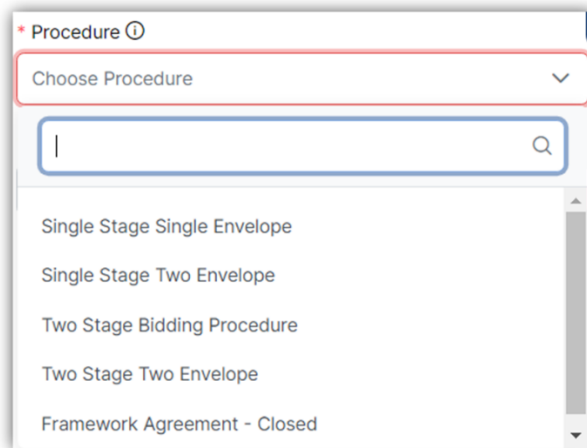 * Procedure ⓘ
Choose Procedure
Single Stage Single Envelope
Single Stage Two Envelope
Two Stage Bidding Procedure
Two Stage Two Envelope
Framework Agreement - Closed